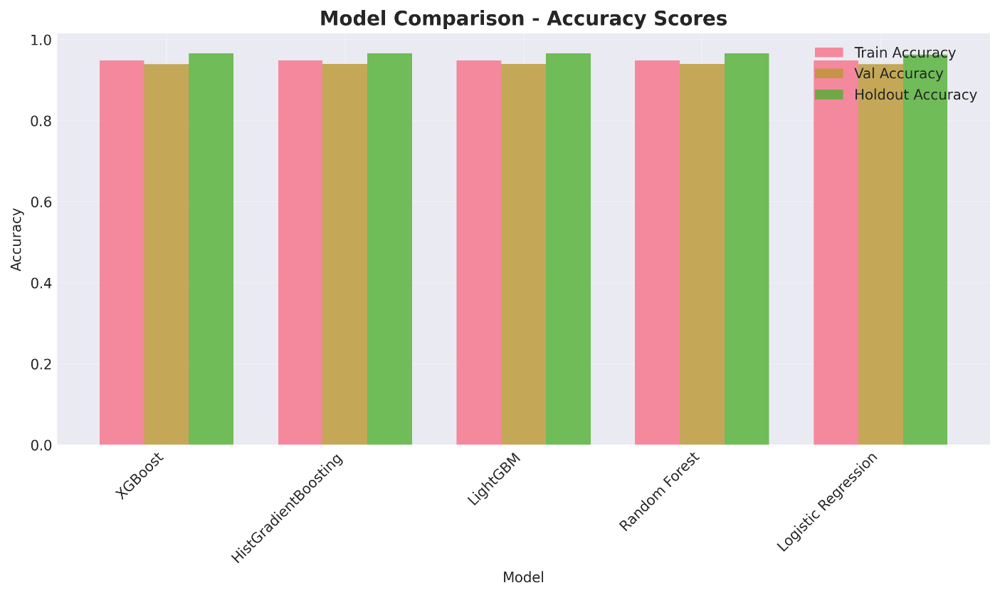 Model Comparison - Accuracy Scores
Train Accuracy
Val Accuracy
Holdout Accuracy
1.0
0.8
0.6
0.4
0.2
0.0
Accuracy
XGBoost
HistGradientBoosting
LightGBM
Random Forest
Logistic Regression
Model